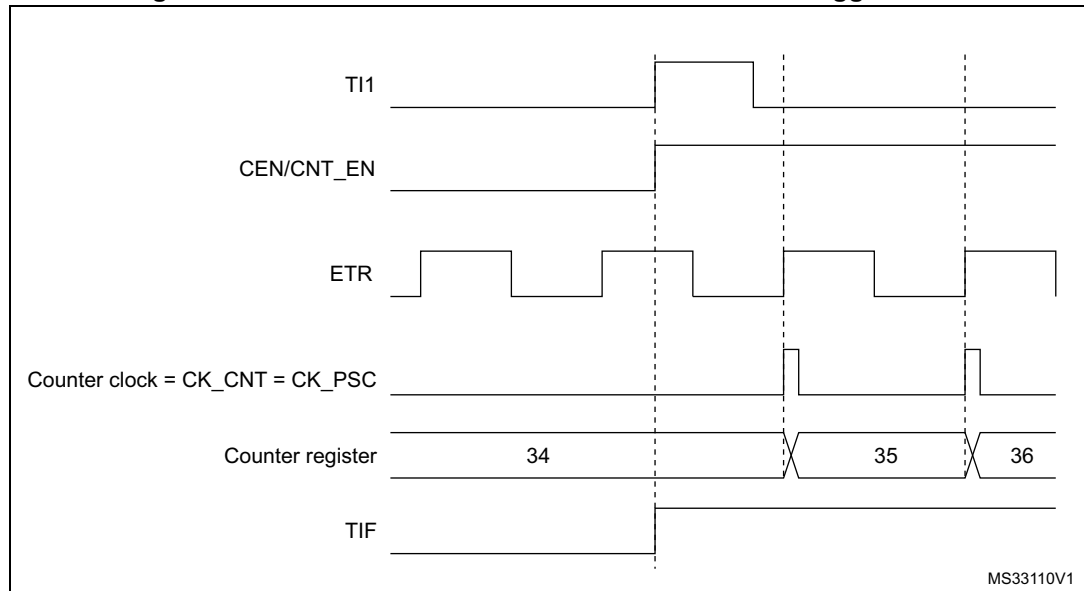 TI1
CEN/CNT_EN
ETR
Counter clock = CK_CNT = CK_PSC
Counter register 34 35 36
TIF
MS33110V1